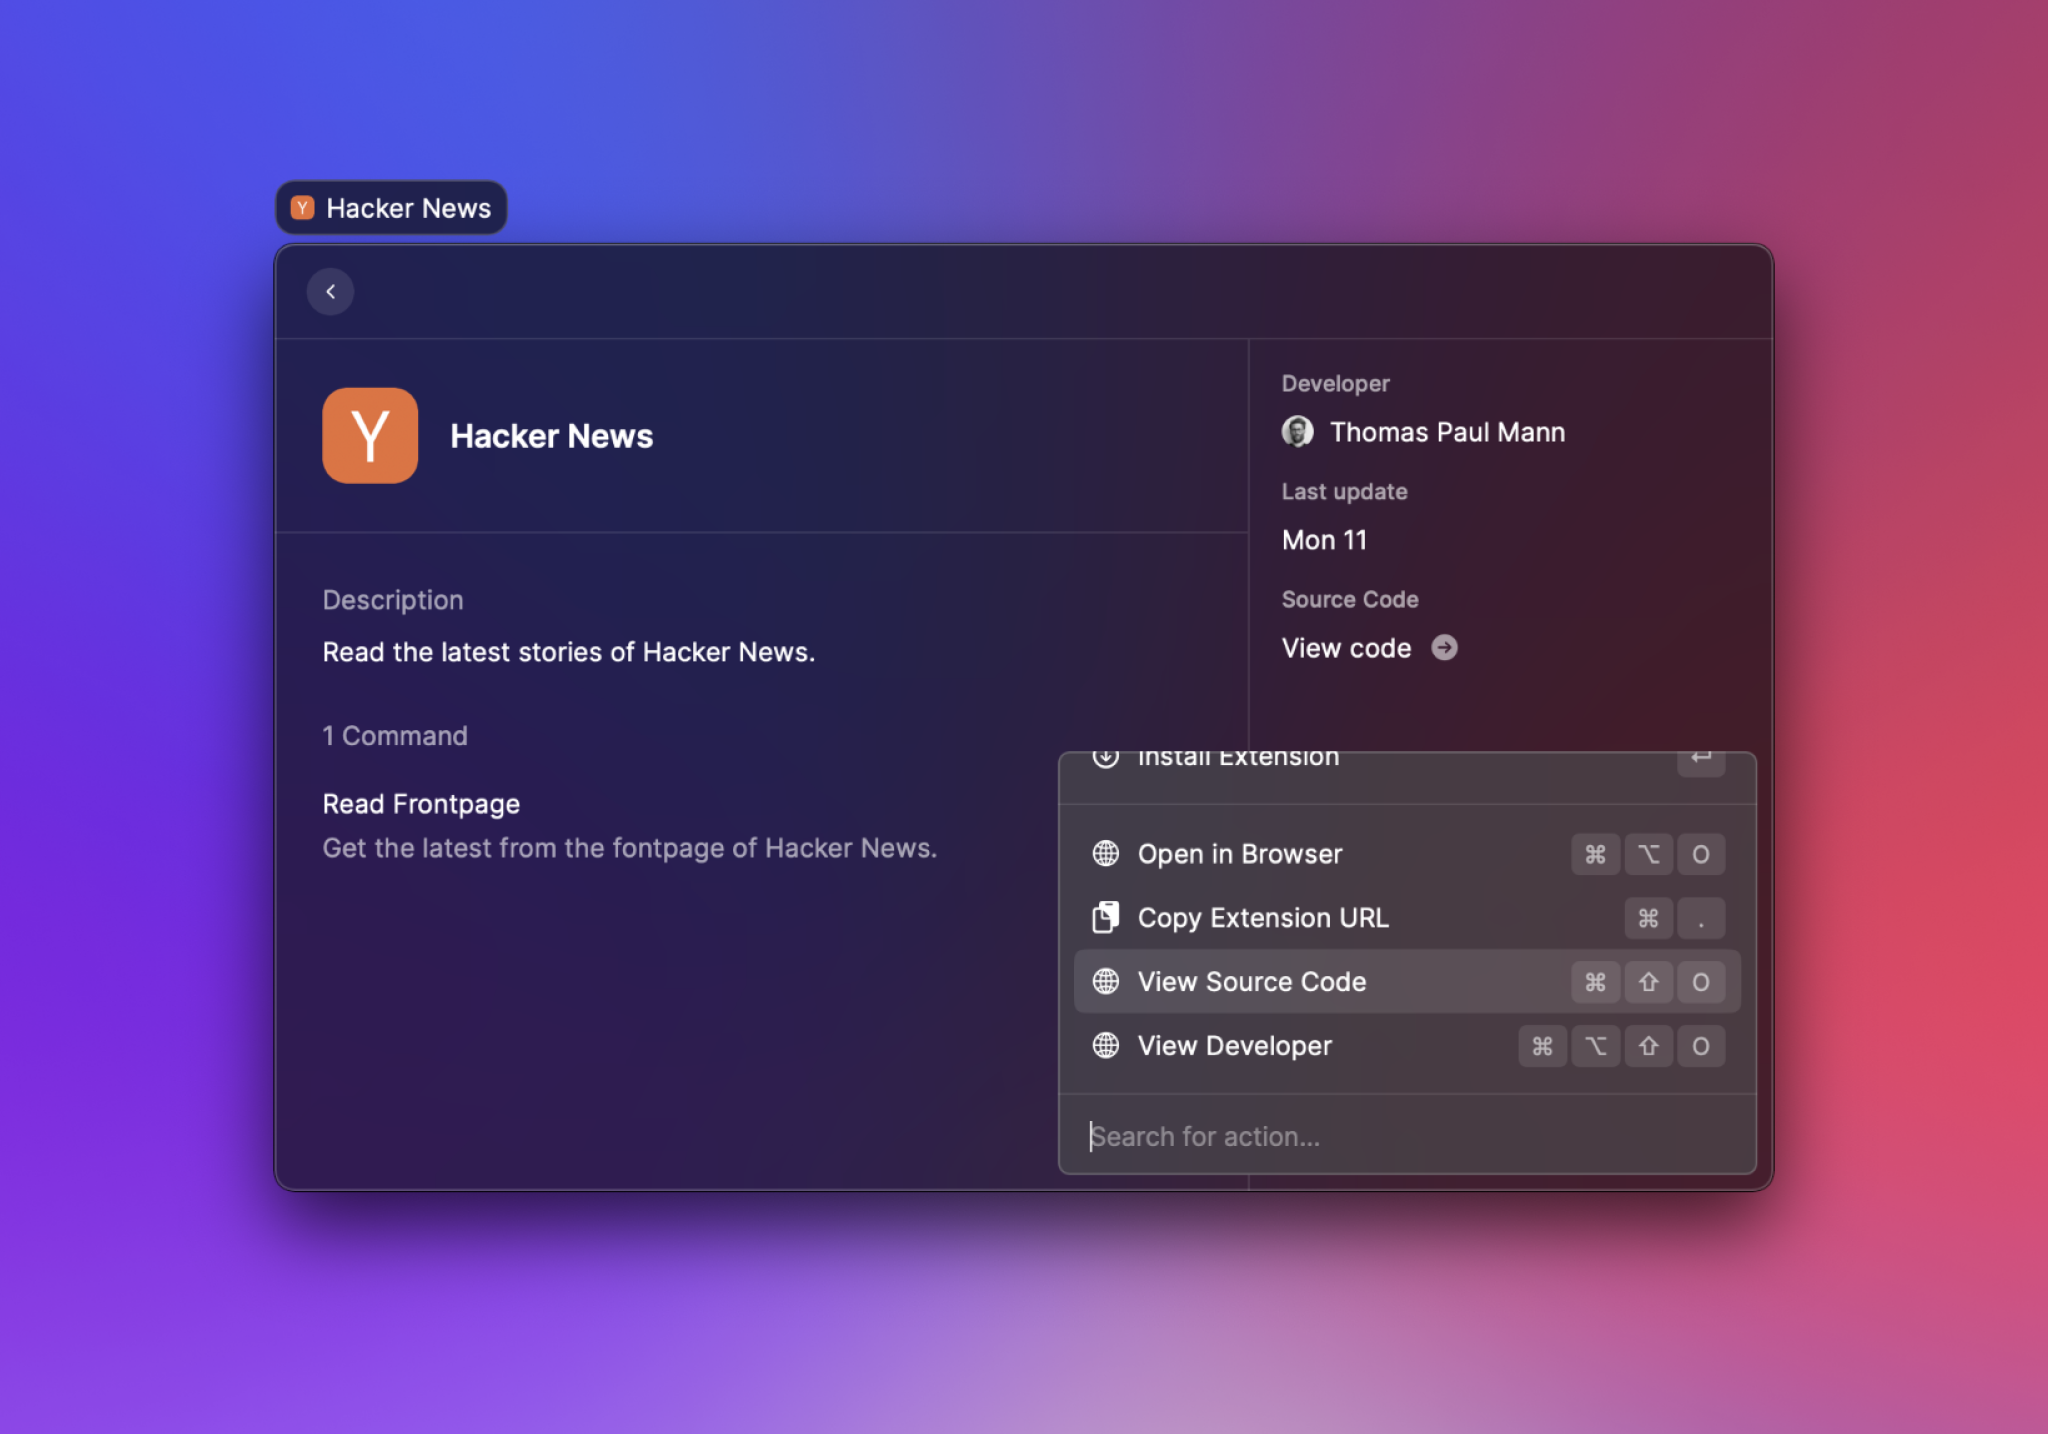 Hacker News
Y
Hacker News
Description
Read the latest stories of Hacker News.
1 Command
Read Frontpage
Get the latest from the fontpage of Hacker News.
Developer
Thomas Paul Mann
Last update
Mon 11
Source Code
View code
Install Extension ↵
Open in Browser ⌘ ⌥ O
Copy Extension URL ⌘ .
View Source Code ⌘ ⇧ O
View Developer ⌘ ⌥ ⇧ O
Search for action...